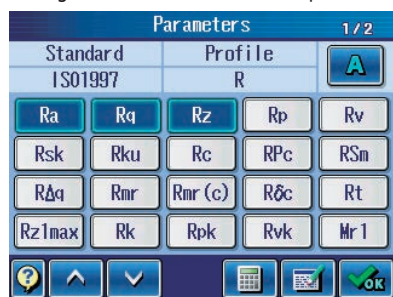 Parameters 1/2
Standard Profile A
ISO1997 R
Ra Rq Rz Rp Rv
Rsk Rku Rc RPc RSm
RΔq Rmr Rmr(c) Rδc Rt
Rz1max Rk Rpk Rvk Mr1
? OK